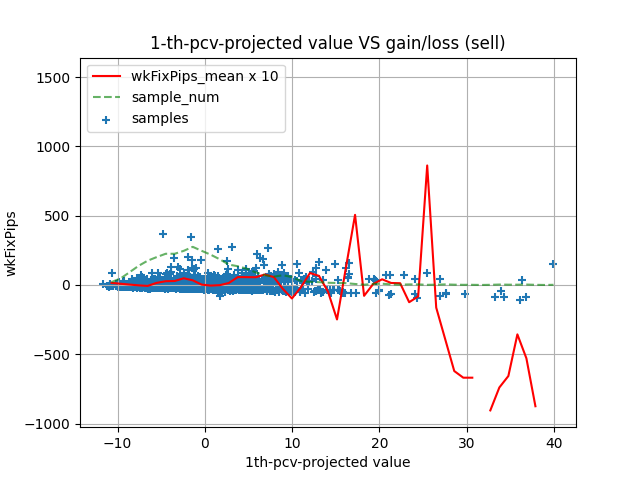 1-th-pcv-projected value VS gain/loss (sell)
wkFixPips_mean x 10
sample_num
samples
wkFixPips
1500
1000
500
0
−500
−1000
−10
0
10
20
30
40
1th-pcv-projected value